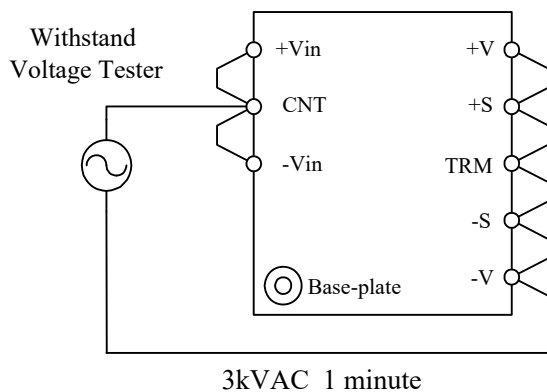 Withstand
Voltage Tester
+Vin
CNT
-Vin
+V
+S
TRM
-S
-V
Base-plate
3kVAC 1 minute